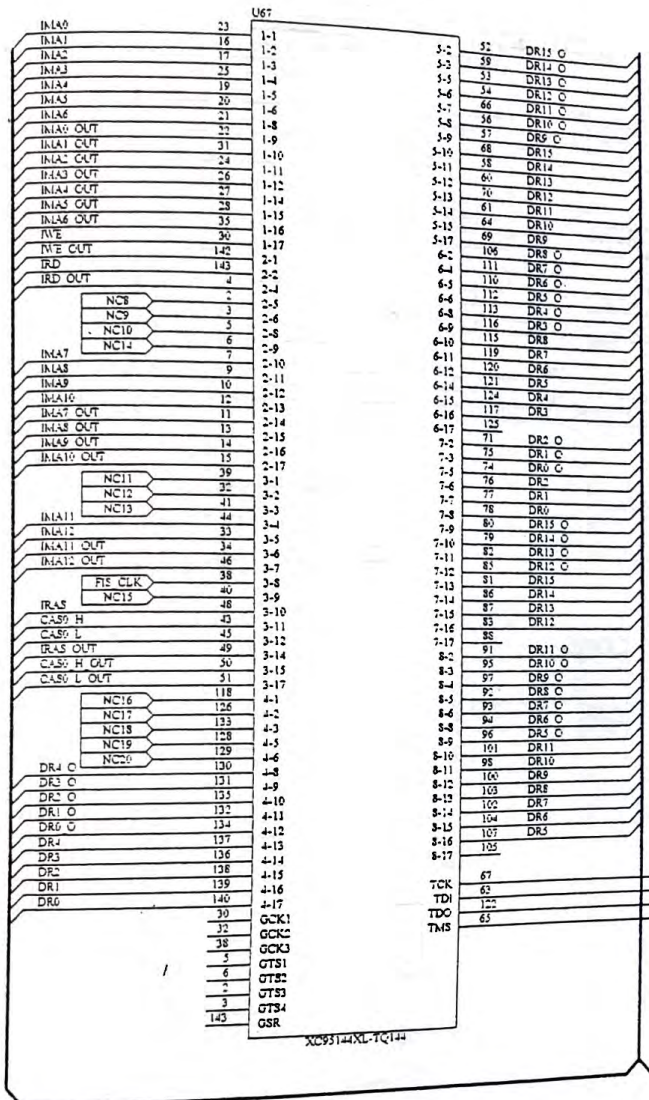 U67
IMA0 23 1-1
IMA1 16 1-2
IMA2 17 1-3
IMA3 25 1-4
IMA4 19 1-5
IMA5 20 1-6
IMA6 21 1-8
IMA0 OUT 22 1-9
IMA1 OUT 31 1-10
IMA2 OUT 24 1-11
IMA3 OUT 26 1-12
IMA4 OUT 27 1-14
IMA5 OUT 28 1-15
IMA6 OUT 35 1-16
IWE 30 1-17
IWE OUT 142 2-1
IRD 143 2-2
IRD OUT 4 2-4
NC8 2 2-5
NC9 3 2-6
NC10 5 2-8
NC14 6 2-9
IMA7 7 2-10
IMA8 9 2-11
IMA9 10 2-12
IMA10 12 2-13
IMA7 OUT 11 2-14
IMA8 OUT 13 2-15
IMA9 OUT 14 2-16
IMA10 OUT 15 2-17
NC11 39 3-1
NC12 32 3-2
NC13 41 3-3
IMA11 44 3-4
IMA12 33 3-5
IMA11 OUT 34 3-6
IMA12 OUT 46 3-7
FIS CLK 38 3-8
NC15 40 3-9
IRAS 48 3-10
CAS0 H 43 3-11
CAS0 L 45 3-12
IRAS OUT 49 3-14
CAS0 H OUT 50 3-15
CAS0 L OUT 51 3-17
NC16 118 4-1
NC17 126 4-2
NC18 133 4-3
NC19 128 4-5
NC20 129 4-6
DR4 O 130 4-8
DR3 O 131 4-9
DR2 O 135 4-10
DR1 O 132 4-11
DR0 O 134 4-12
DR4 137 4-13
DR3 136 4-14
DR2 138 4-15
DR1 139 4-16
DR0 140 4-17
30 GCK1
32 GCK2
38 GCK3
5 GTS1
6 GTS2
2 GTS3
3 GTS4
143 GSR
5-2 52 DR15 O
5-3 59 DR14 O
5-5 53 DR13 O
5-6 54 DR12 O
5-7 66 DR11 O
5-8 56 DR10 O
5-9 57 DR9 O
5-10 68 DR15
5-11 58 DR14
5-12 60 DR13
5-13 70 DR12
5-14 61 DR11
5-15 64 DR10
5-17 69 DR9
6-2 106 DR8 O
6-4 111 DR7 O
6-5 110 DR6 O
6-6 112 DR5 O
6-8 113 DR4 O
6-9 116 DR3 O
6-10 115 DR8
6-11 119 DR7
6-12 120 DR6
6-14 121 DR5
6-15 124 DR4
6-16 117 DR3
6-17 125
7-2 71 DR2 O
7-3 75 DR1 O
7-5 74 DR0 O
7-6 76 DR2
7-7 77 DR1
7-8 78 DR0
7-9 80 DR15 O
7-10 79 DR14 O
7-11 82 DR13 O
7-12 85 DR12 O
7-13 81 DR15
7-14 86 DR14
7-15 87 DR13
7-16 83 DR12
7-17 88
8-2 91 DR11 O
8-3 95 DR10 O
8-4 97 DR9 O
8-5 92 DR8 O
8-6 93 DR7 O
8-8 94 DR6 O
8-9 96 DR5 O
8-10 101 DR11
8-11 98 DR10
8-12 100 DR9
8-13 103 DR8
8-14 102 DR7
8-15 104 DR6
8-16 107 DR5
8-17 105
TCK 67
TDI 63
TDO 122
TMS 65
XC95144XL-TQ144